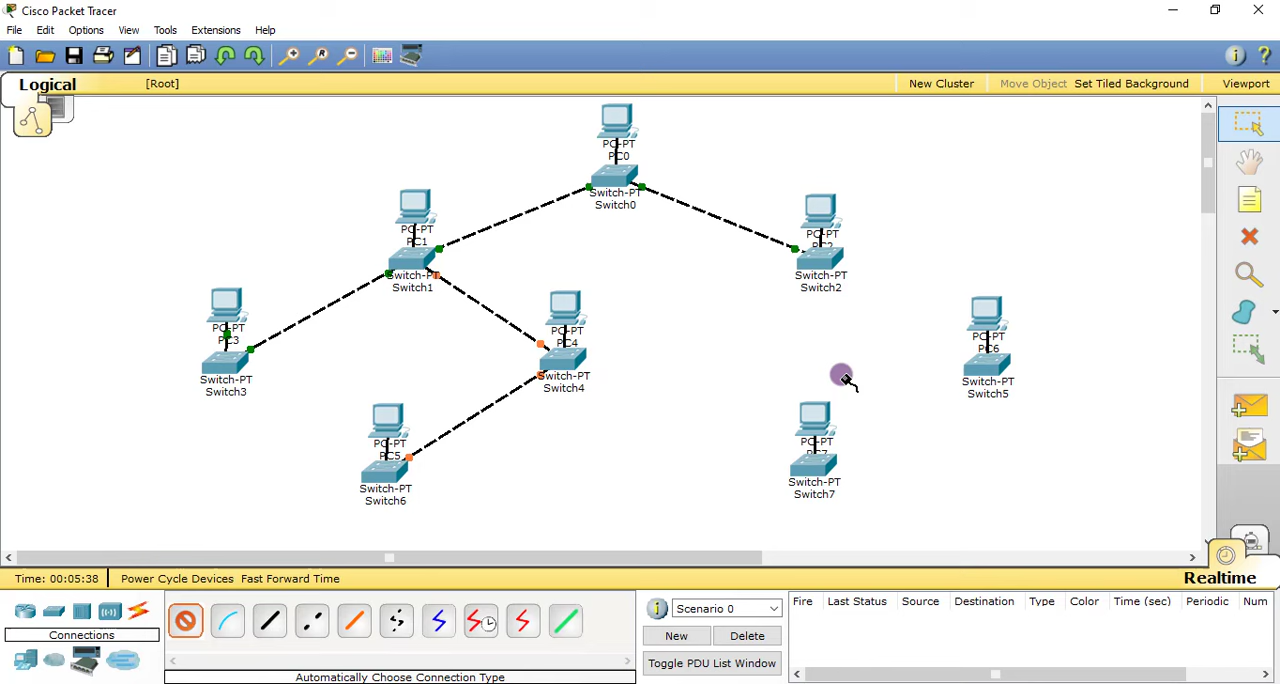 Cisco Packet Tracer
File Edit Options View Tools Extensions Help
Logical [Root] New Cluster Move Object Set Tiled Background Viewport
PC-PT
PC0
Switch-PT
Switch0
PC-PT
PC1
Switch-PT
Switch1
PC-PT
PC2
Switch-PT
Switch2
PC-PT
PC3
Switch-PT
Switch3
PC-PT
PC4
Switch-PT
Switch4
PC-PT
PC6
Switch-PT
Switch5
PC-PT
PC5
Switch-PT
Switch6
PC-PT
PC7
Switch-PT
Switch7
Time: 00:05:38 Power Cycle Devices Fast Forward Time Realtime
Connections
Automatically Choose Connection Type
Scenario 0
New Delete
Toggle PDU List Window
Fire Last Status Source Destination Type Color Time (sec) Periodic Num